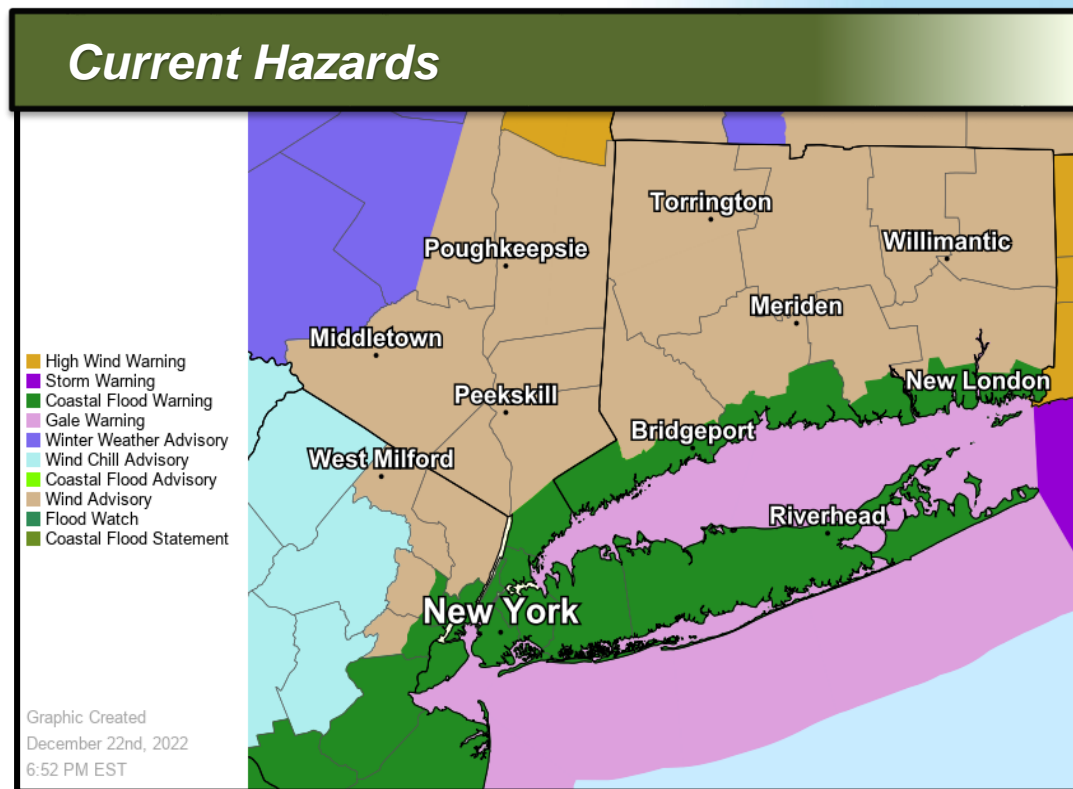 Current Hazards
Torrington
Poughkeepsie
Willimantic
Meriden
Middletown
High Wind Warning
Storm Warning
Coastal Flood Warning
Gale Warning
Winter Weather Advisory
Wind Chill Advisory
Coastal Flood Advisory
Wind Advisory
Flood Watch
Coastal Flood Statement
Peekskill
New London
Bridgeport
West Milford
Riverhead
New York
Graphic Created
December 22nd, 2022
6:52 PM EST